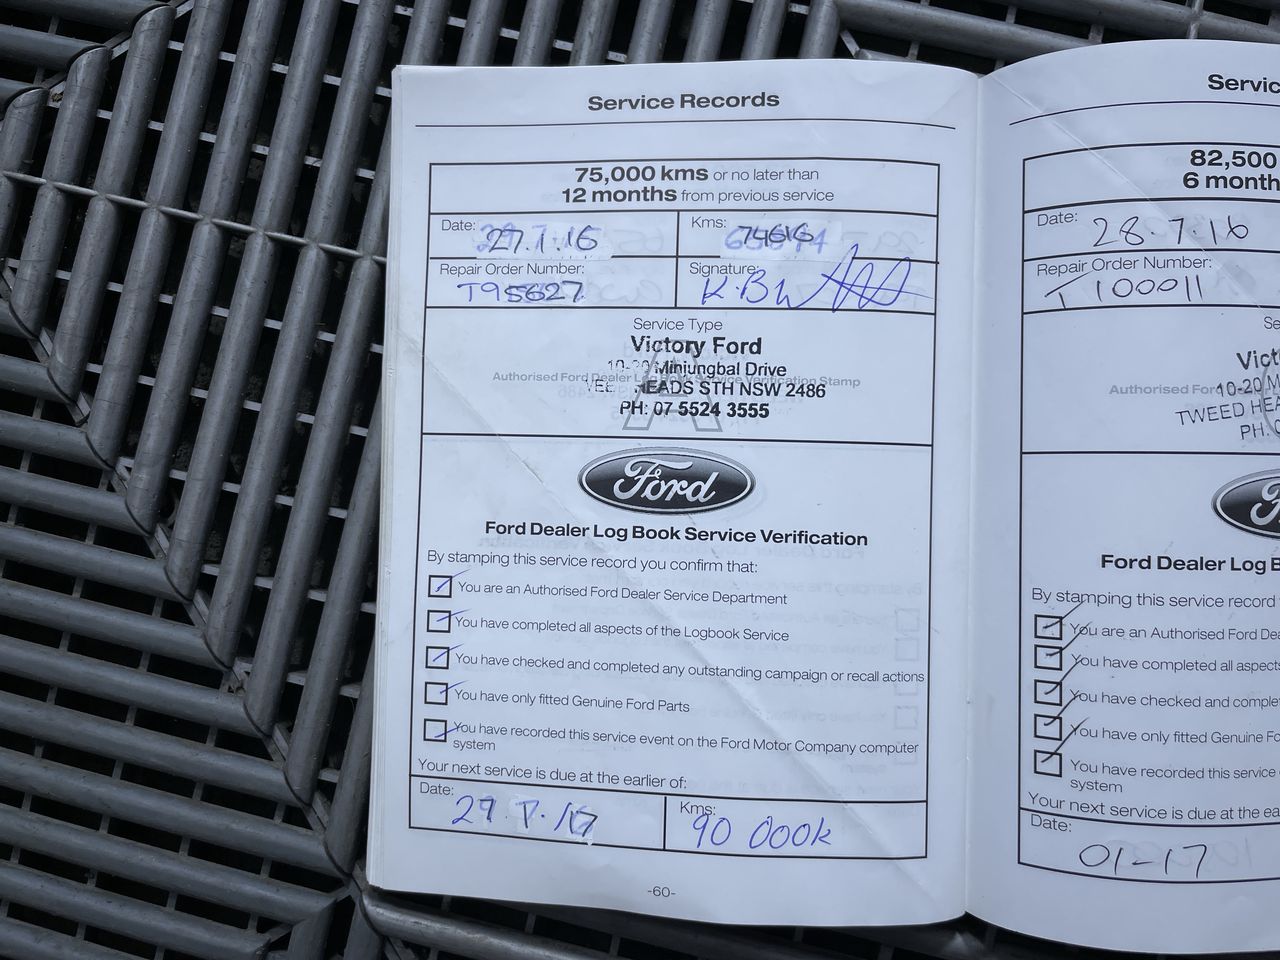 Service Records
75,000 kms or no later than
12 months from previous service
Date: 27.1.16
Kms: 74616
Repair Order Number: T95627
Signature: K.BW
Service Type
Victory Ford
10-20 Miniungbal Drive
Authorised Ford Dealer Log Book Service Verification Stamp
HEADS STH NSW 2486
PH: 07 5524 3555
Ford
Ford Dealer Log Book Service Verification
By stamping this service record you confirm that:
You are an Authorised Ford Dealer Service Department
You have completed all aspects of the Logbook Service
You have checked and completed any outstanding campaign or recall actions
You have only fitted Genuine Ford Parts
You have recorded this service event on the Ford Motor Company computer
system
Your next service is due at the earlier of:
Date:
Kms: 90 000k
-60-
Servic
82,500
6 month
Date: 28.7.16
Repair Order Number:
T100011
Se
Vict
Authorised For
10-20 M
TWEED HEA
PH: 0
Ford Dealer Log B
By stamping this service record
You are an Authorised Ford Dea
You have completed all aspects
You have checked and comple
You have only fitted Genuine Fo
You have recorded this service
system
Your next service is due at the ea
Date: 01-17